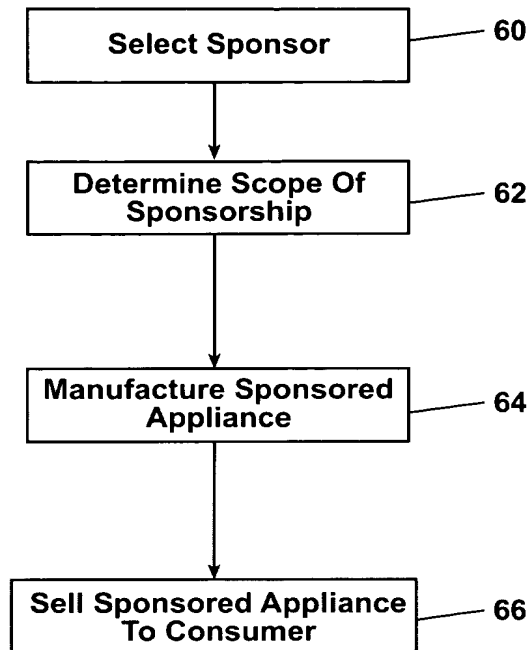 Select Sponsor
60
Determine Scope Of
Sponsorship
62
Manufacture Sponsored
Appliance
64
Sell Sponsored Appliance
To Consumer
66